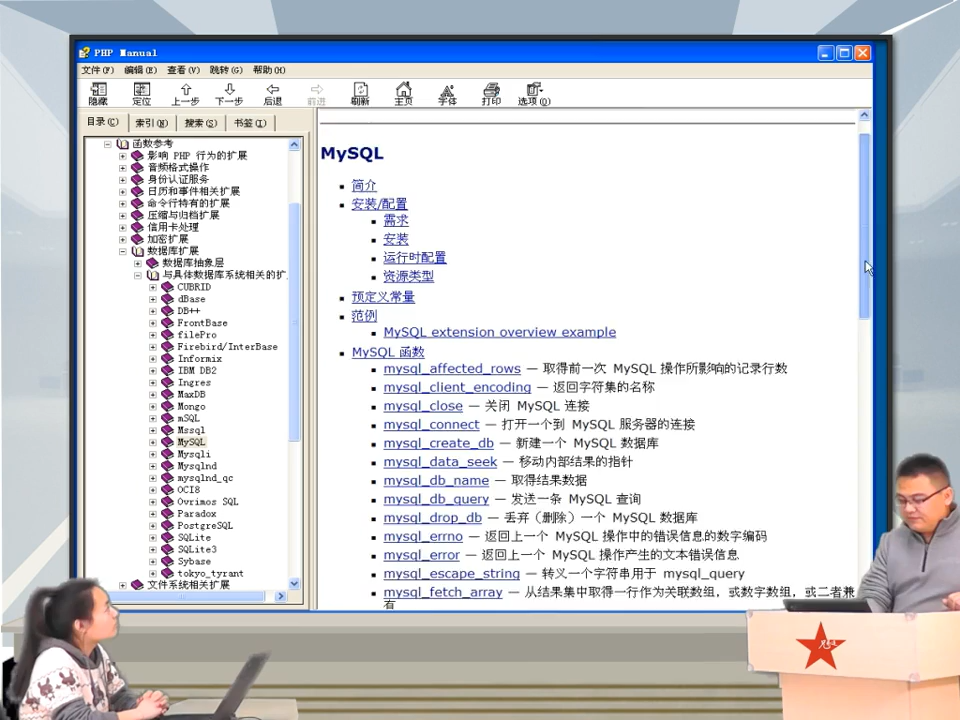 PHP Manual
文件(F) 编辑(E) 查看(V) 跳转(G) 帮助(H)
隐藏 定位 上一步 下一步 后退 前进 刷新 主页 字体 打印 选项(O)
目录(C) 索引(N) 搜索(S) 书签(I)
函数参考
影响 PHP 行为的扩展
音频格式操作
身份认证服务
日历和事件相关扩展
命令行特有的扩展
压缩与归档扩展
信用卡处理
加密扩展
数据库扩展
数据库抽象层
与具体数据库系统相关的扩
CUBRID
dBase
DB++
FrontBase
filePro
Firebird/InterBase
Informix
IBM DB2
Ingres
MaxDB
Mongo
mSQL
Mssql
MySQL
Mysqli
Mysqlnd
mysqlnd_qc
OCI8
Ovrimos SQL
Paradox
PostgreSQL
SQLite
SQLite3
Sybase
tokyo_tyrant
文件系统相关扩展
MySQL
简介
安装/配置
需求
安装
运行时配置
资源类型
预定义常量
范例
MySQL extension overview example
MySQL 函数
mysql_affected_rows — 取得前一次 MySQL 操作所影响的记录行数
mysql_client_encoding — 返回字符集的名称
mysql_close — 关闭 MySQL 连接
mysql_connect — 打开一个到 MySQL 服务器的连接
mysql_create_db — 新建一个 MySQL 数据库
mysql_data_seek — 移动内部结果的指针
mysql_db_name — 取得结果数据
mysql_db_query — 发送一条 MySQL 查询
mysql_drop_db — 丢弃（删除）一个 MySQL 数据库
mysql_errno — 返回上一个 MySQL 操作中的错误信息的数字编码
mysql_error — 返回上一个 MySQL 操作产生的文本错误信息
mysql_escape_string — 转义一个字符串用于 mysql_query
mysql_fetch_array — 从结果集中取得一行作为关联数组，或数字数组，或二者兼
有